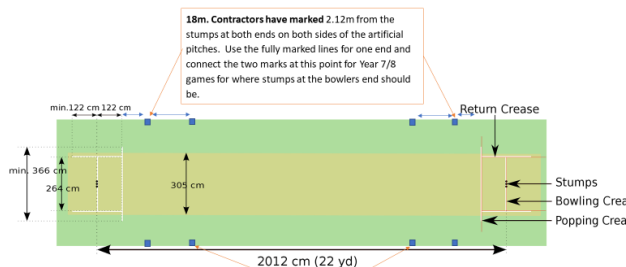 18m. Contractors have marked 2.12m from the
stumps at both ends on both sides of the artificial
pitches. Use the fully marked lines for one end and
connect the two marks at this point for Year 7/8
games for where stumps at the bowlers end should
be.
min.122 cm 122 cm
Return Crease
min. 366 cm
264 cm
305 cm
Stumps
Bowling Crea
Popping Crea
2012 cm (22 yd)